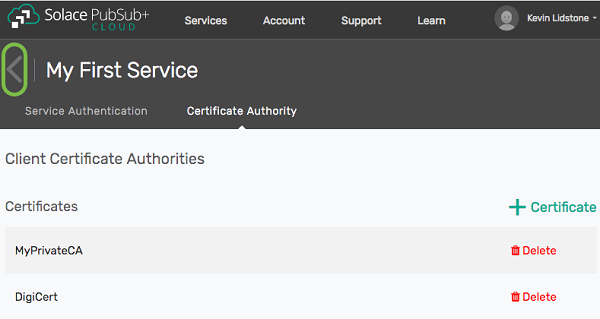 Solace PubSub+
CLOUD
Services Account Support Learn Kevin Lidstone
My First Service
Service Authentication Certificate Authority
Client Certificate Authorities
Certificates + Certificate
MyPrivateCA Delete
DigiCert Delete